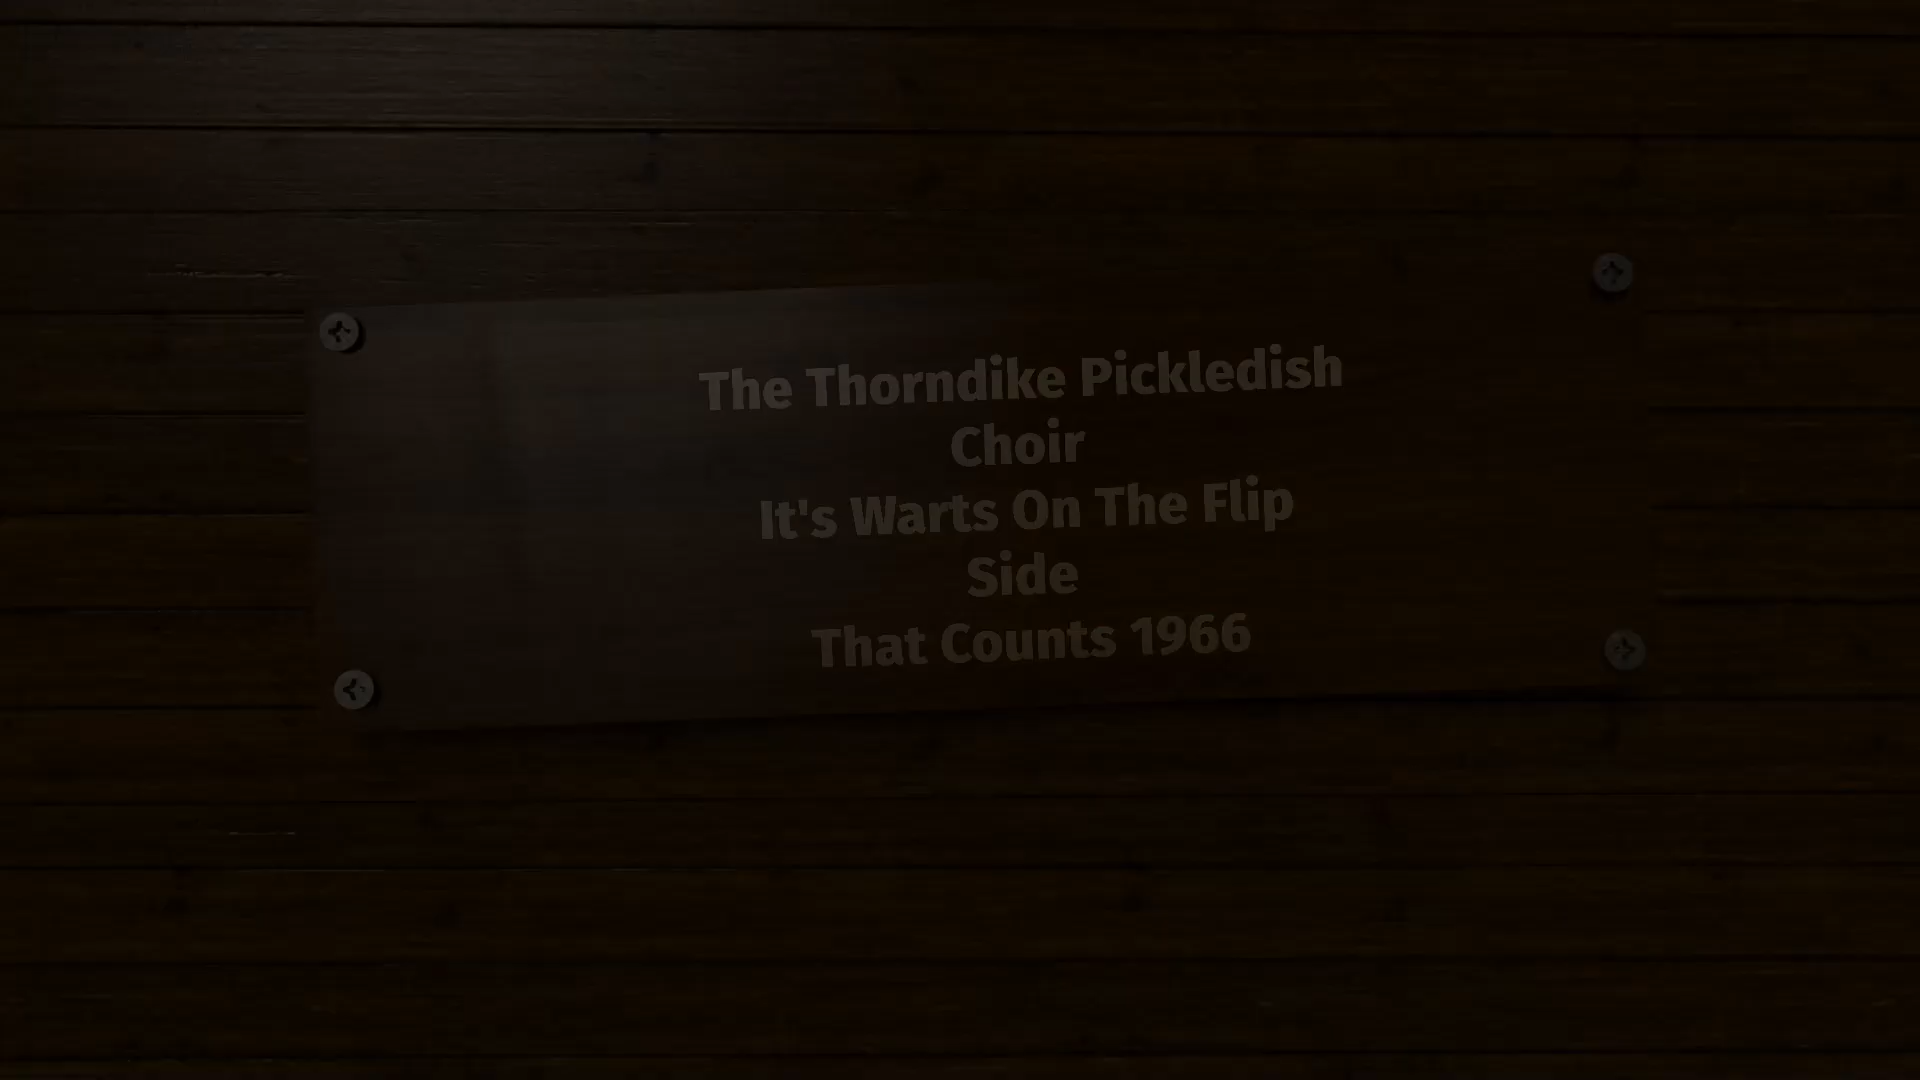 The Thorndike Pickledish
Choir
It's Warts On The Flip
Side
That Counts 1966